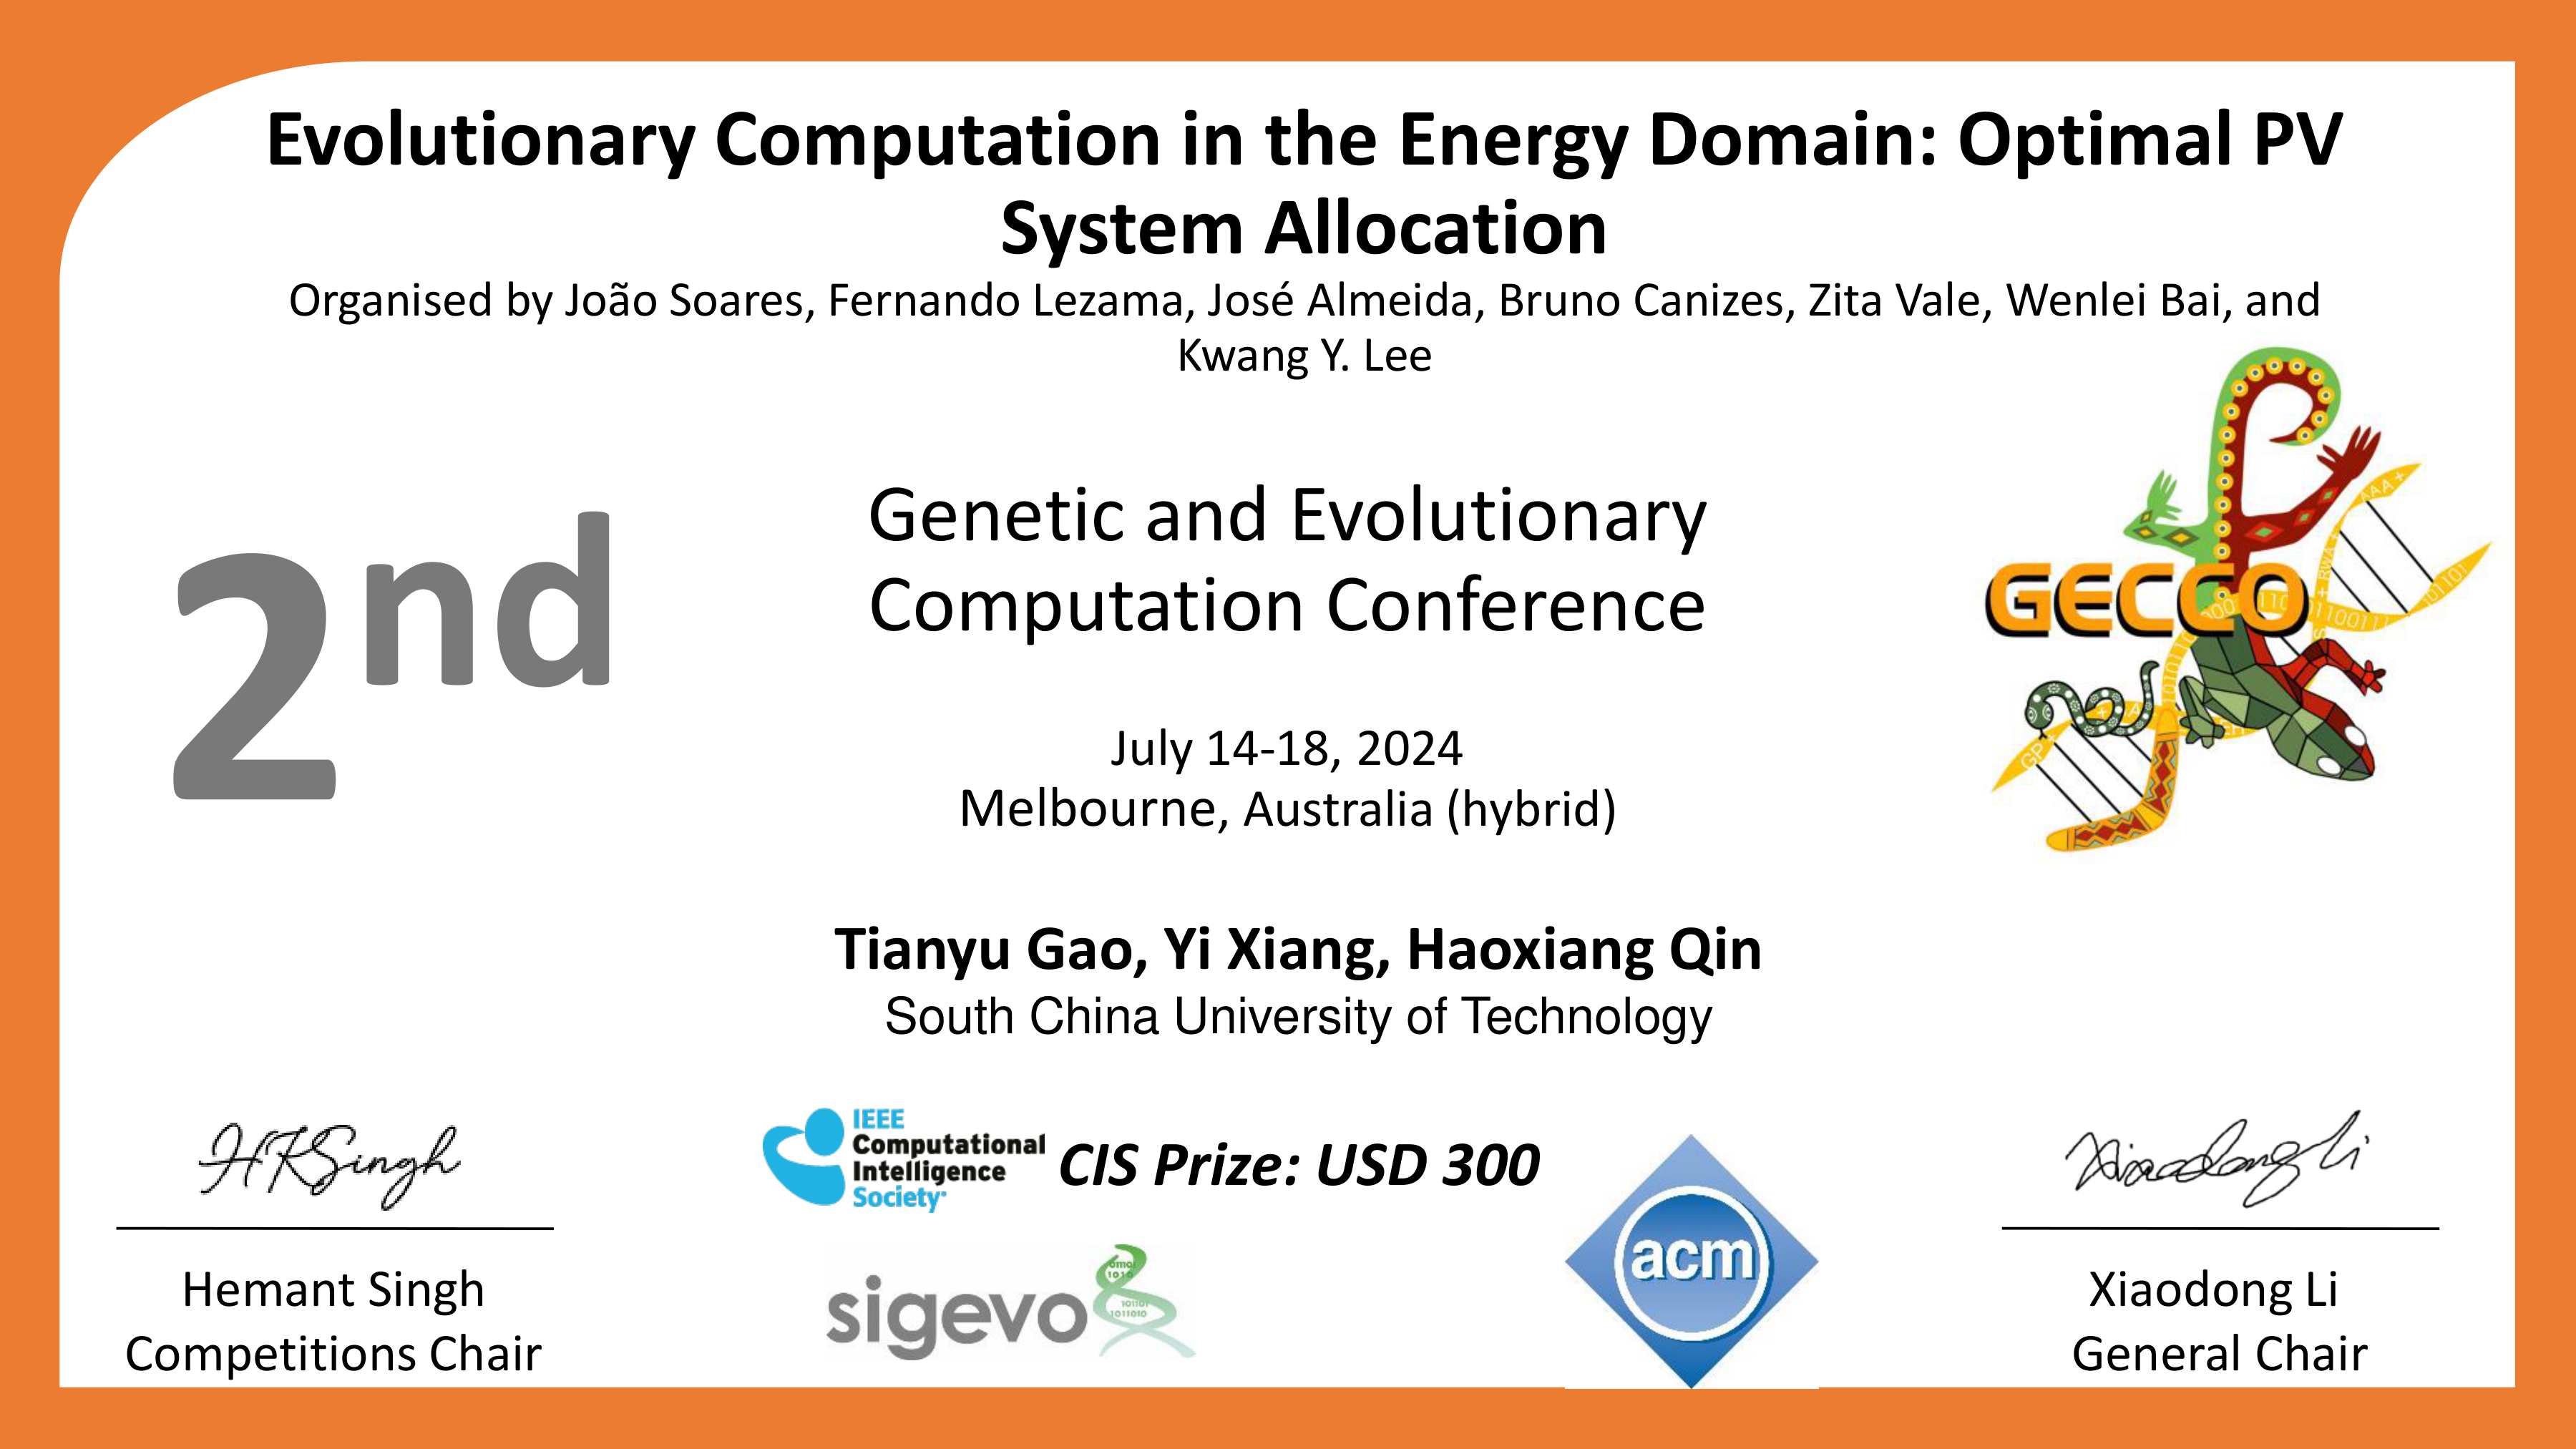 Evolutionary Computation in the Energy Domain: Optimal PV
System Allocation
Organised by João Soares, Fernando Lezama, José Almeida, Bruno Canizes, Zita Vale, Wenlei Bai, and
Kwang Y. Lee
2nd
Genetic and Evolutionary
Computation Conference
GECCO
July 14-18, 2024
Melbourne, Australia (hybrid)
Tianyu Gao, Yi Xiang, Haoxiang Qin
South China University of Technology
HKSingh
IEEE
Computational
Intelligence
Society
CIS Prize: USD 300
Xiaodong Li
sigevo
acm
Hemant Singh
Competitions Chair
Xiaodong Li
General Chair